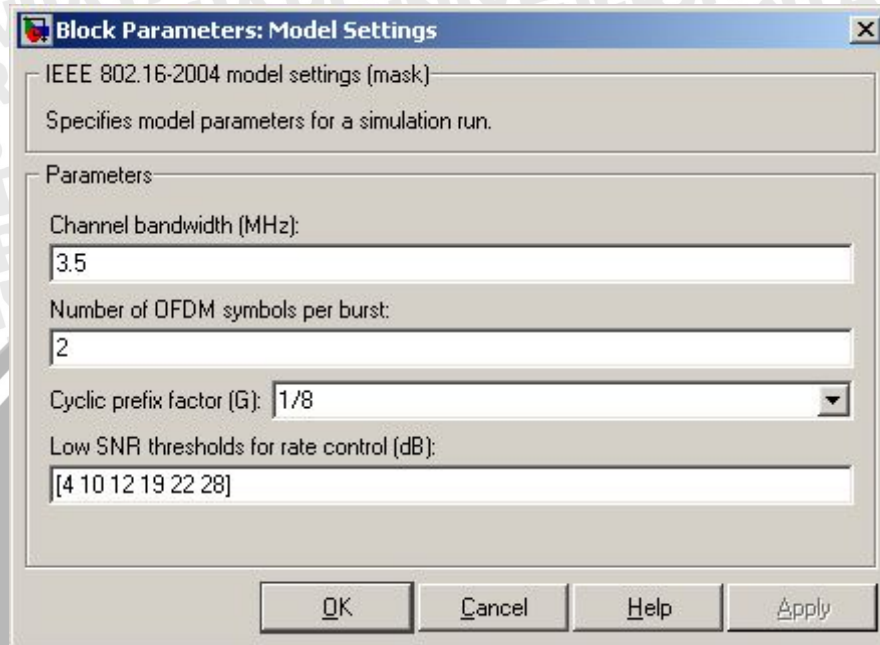 Block Parameters: Model Settings
IEEE 802.16-2004 model settings (mask)
Specifies model parameters for a simulation run.
Parameters
Channel bandwidth (MHz):
3.5
Number of OFDM symbols per burst:
2
Cyclic prefix factor (G): 1/8
Low SNR thresholds for rate control (dB):
[4 10 12 19 22 28]
OK Cancel Help Apply